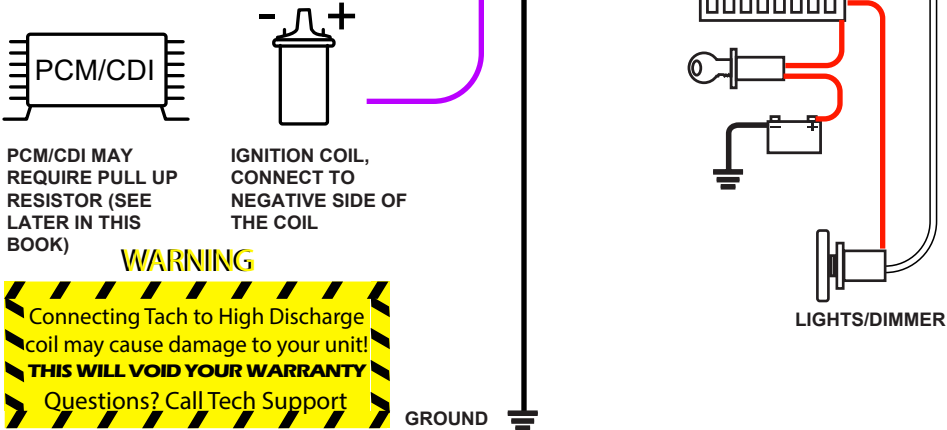 - +
PCM/CDI
PCM/CDI MAY
REQUIRE PULL UP
RESISTOR (SEE
LATER IN THIS
BOOK)
IGNITION COIL,
CONNECT TO
NEGATIVE SIDE OF
THE COIL
WARNING
Connecting Tach to High Discharge
coil may cause damage to your unit!
THIS WILL VOID YOUR WARRANTY
Questions? Call Tech Support
GROUND
- +
LIGHTS/DIMMER